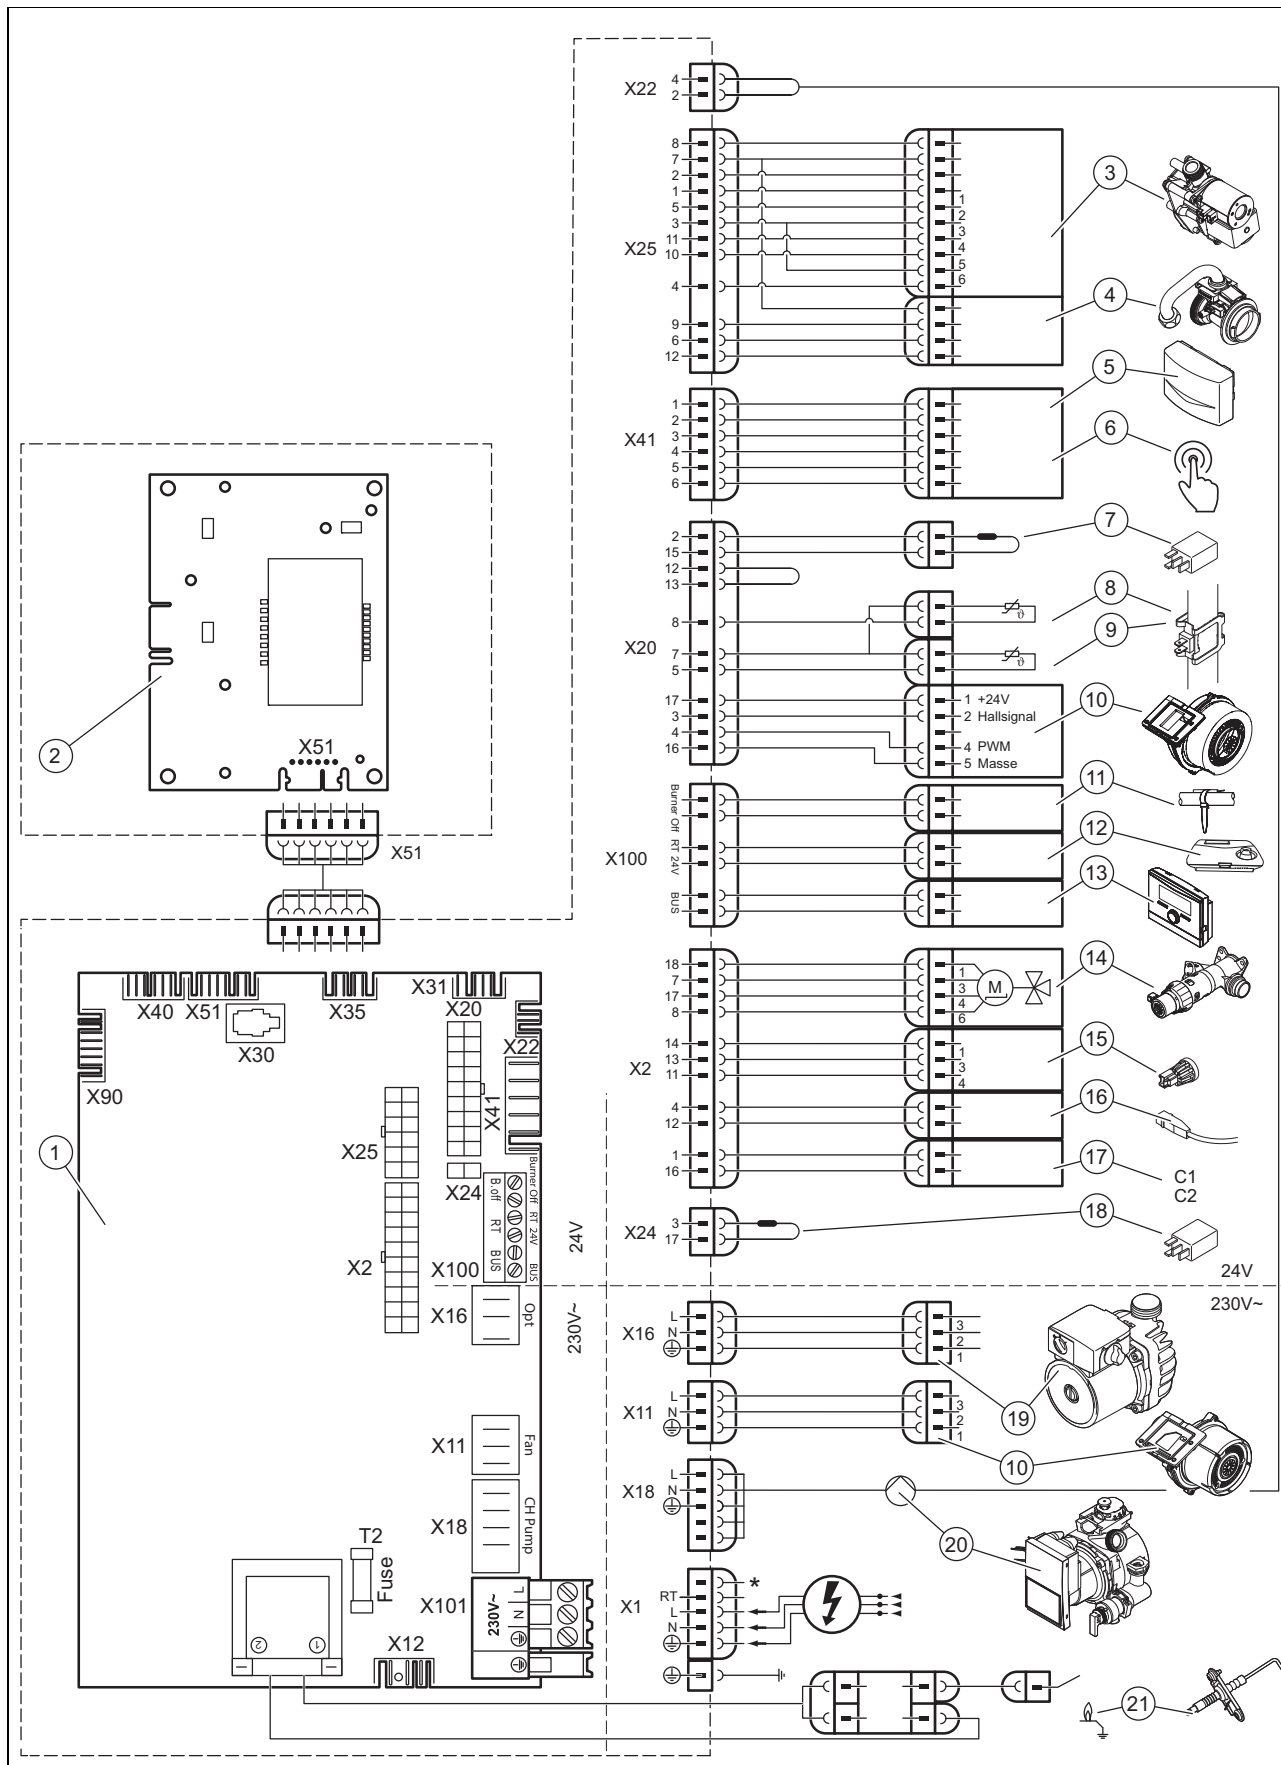 X22
4
2
X25
8
7
2
1
5
3
11
10
4
9
6
12
1
2
3
4
5
6
3
4
X41
1
2
3
4
5
6
5
6
X20
2
15
12
13
8
7
5
17
3
4
16
ϑ
ϑ
1 +24V
2 Hallsignal
4 PWM
5 Masse
7
8
9
10
X100
Burner Off
RT 24V
BUS
11
12
13
X2
18
7
17
8
14
13
11
4
12
1
16
1
3
4
6
M
1
3
4
14
15
16
17
C1
C2
X24
3
17
18
24V
230V~
X16
L
N
3
2
1
19
X11
L
N
3
2
1
10
X18
L
N
20
X1
RT
L
N
*
21
2
X51
X51
1
X40
X51
X35
X31
X20
X30
X22
X90
X41
X25
X24
X2
X100
B.off
RT
BUS
Burner Off
RT 24V
BUS
24V
230V~
X16
Opt
X11
Fan
X18
CH Pump
T2
Fuse
X101
230V~
L
N
X12
2
1